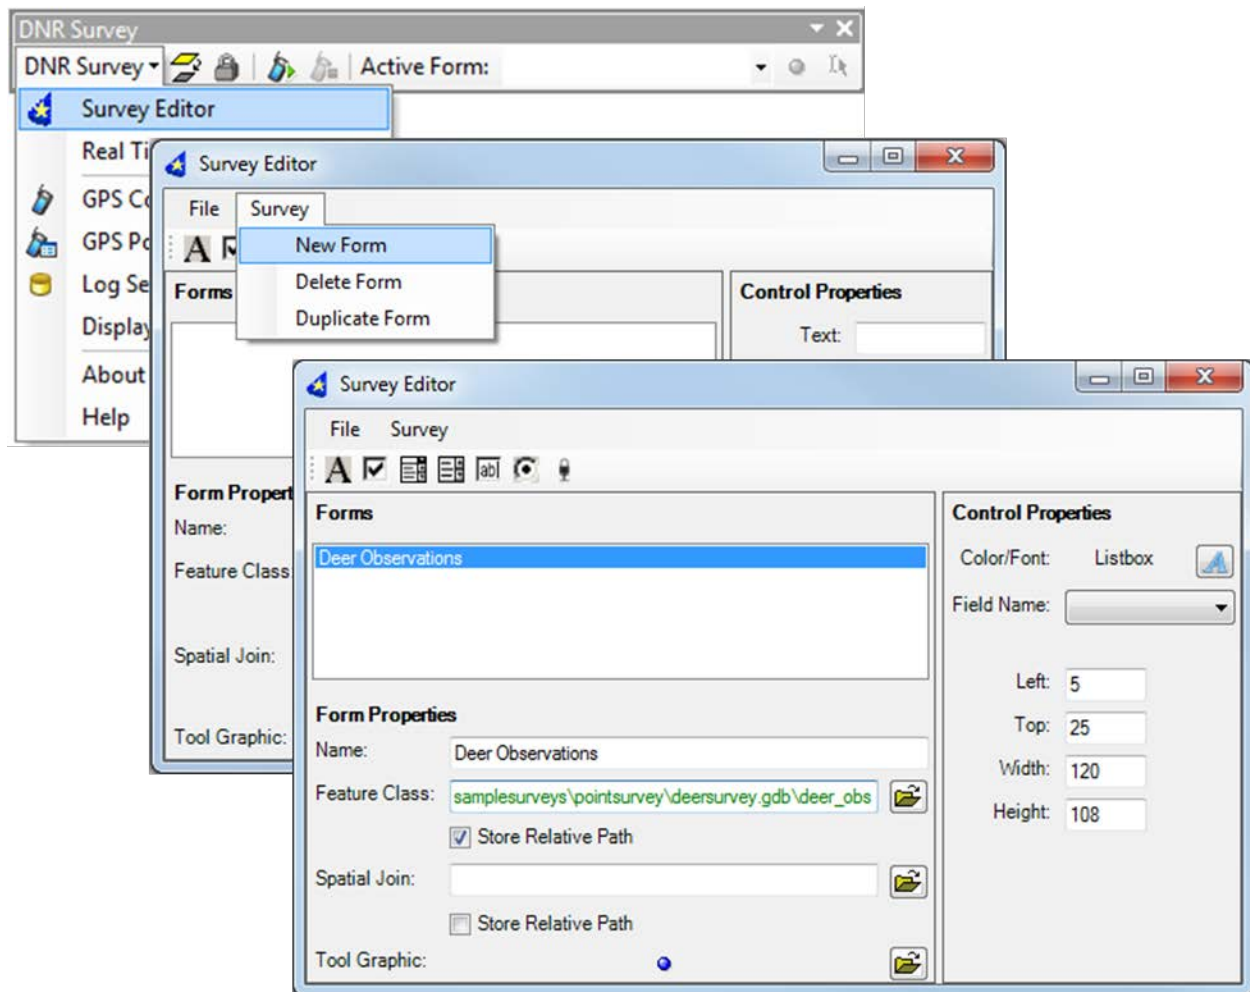 DNR Survey
DNR Survey Active Form:
Survey Editor
Real Ti
GPS Co
GPS Po
Log Se
Display
About
Help
Survey Editor
File Survey
A
New Form
Delete Form
Duplicate Form
Forms
Control Properties
Text:
Form Propert
Name:
Feature Class
Spatial Join:
Tool Graphic:
Survey Editor
File Survey
A ab
Forms
Deer Observations
Form Properties
Name: Deer Observations
Feature Class: samplesurveys\pointsurvey\deersurvey.gdb\deer_obs
Store Relative Path
Spatial Join:
Store Relative Path
Tool Graphic:
Control Properties
Color/Font: Listbox A
Field Name:
Left: 5
Top: 25
Width: 120
Height: 108